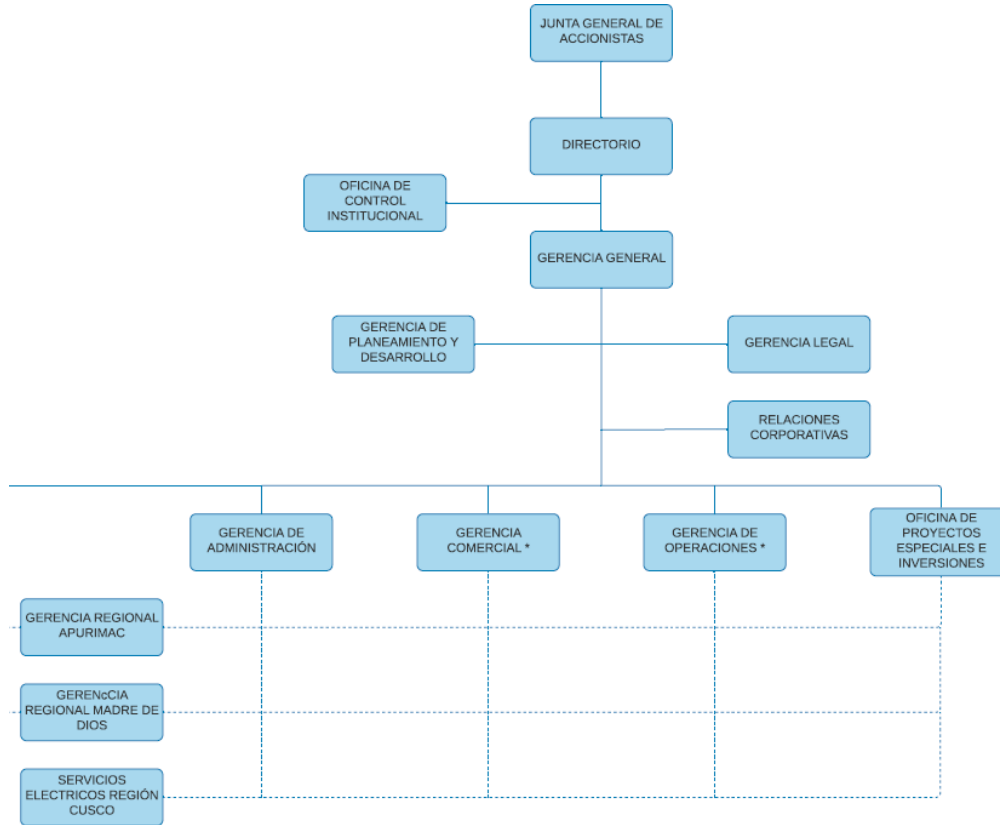 JUNTA GENERAL DE
ACCIONISTAS
DIRECTORIO
OFICINA DE
CONTROL
INSTITUCIONAL
GERENCIA GENERAL
GERENCIA DE
PLANEAMIENTO Y
DESARROLLO
GERENCIA LEGAL
RELACIONES
CORPORATIVAS
GERENCIA DE
ADMINISTRACIÓN
GERENCIA
COMERCIAL *
GERENCIA DE
OPERACIONES *
OFICINA DE
PROYECTOS
ESPECIALES E
INVERSIONES
GERENCIA REGIONAL
APURIMAC
GERENcCIA
REGIONAL MADRE DE
DIOS
SERVICIOS
ELECTRICOS REGIÓN
CUSCO